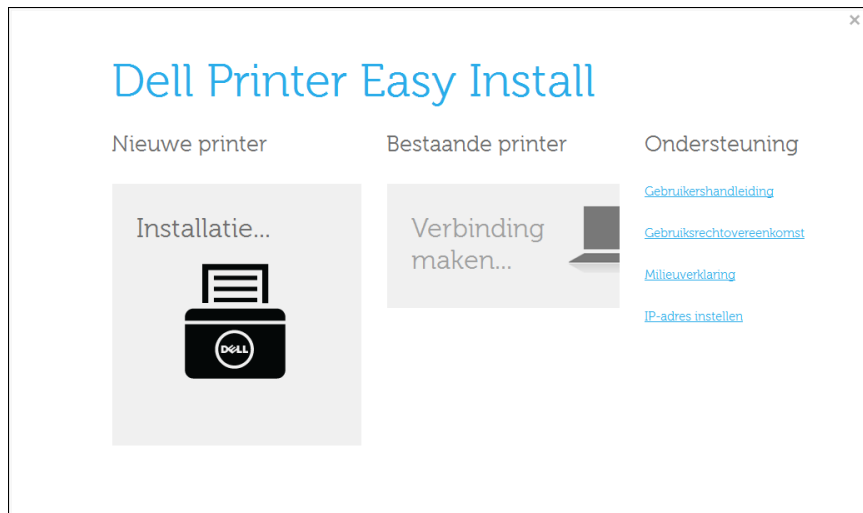 ×
Dell Printer Easy Install
Nieuwe printer
Bestaande printer
Ondersteuning
Installatie...
DELL
Verbinding
maken...
Gebruikershandleiding
Gebruiksrechtovereenkomst
Milieuverklaring
IP-adres instellen